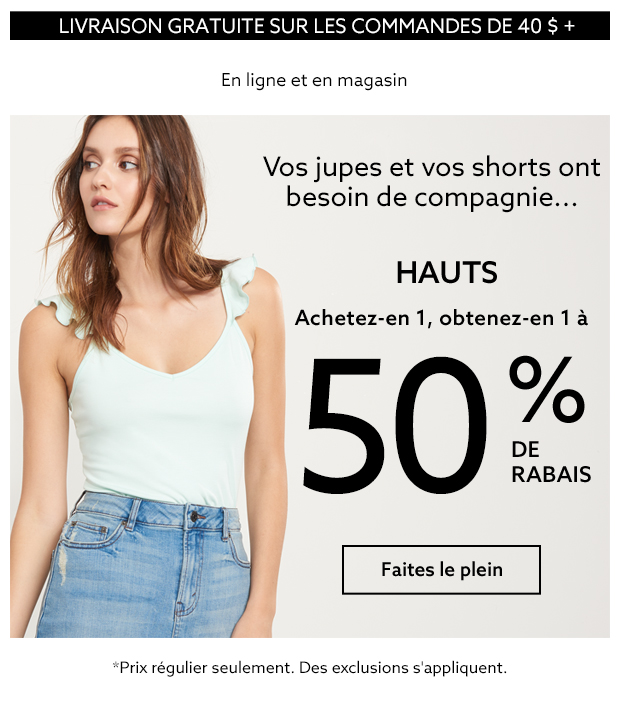 LIVRAISON GRATUITE SUR LES COMMANDES DE 40 $ +
En ligne et en magasin
Vos jupes et vos shorts ont
besoin de compagnie...
HAUTS
Achetez-en 1, obtenez-en 1 à
50 %
DE
RABAIS
Faites le plein
*Prix régulier seulement. Des exclusions s'appliquent.